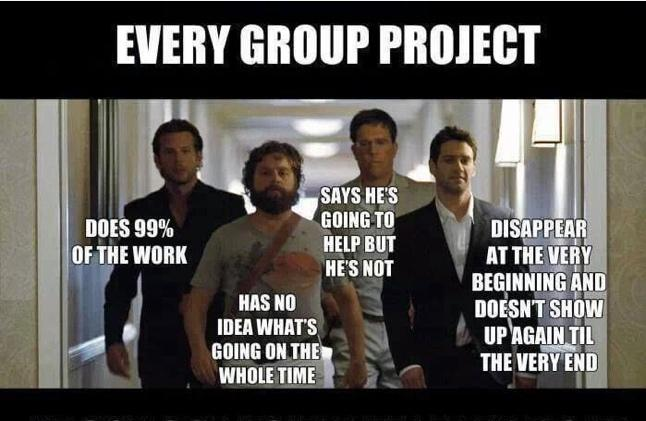 EVERY GROUP PROJECT
DOES 99%
OF THE WORK
HAS NO
IDEA WHAT'S
GOING ON THE
WHOLE TIME
SAYS HE'S
GOING TO
HELP BUT
HE'S NOT
DISAPPEAR
AT THE VERY
BEGINNING AND
DOESN'T SHOW
UP AGAIN TIL
THE VERY END